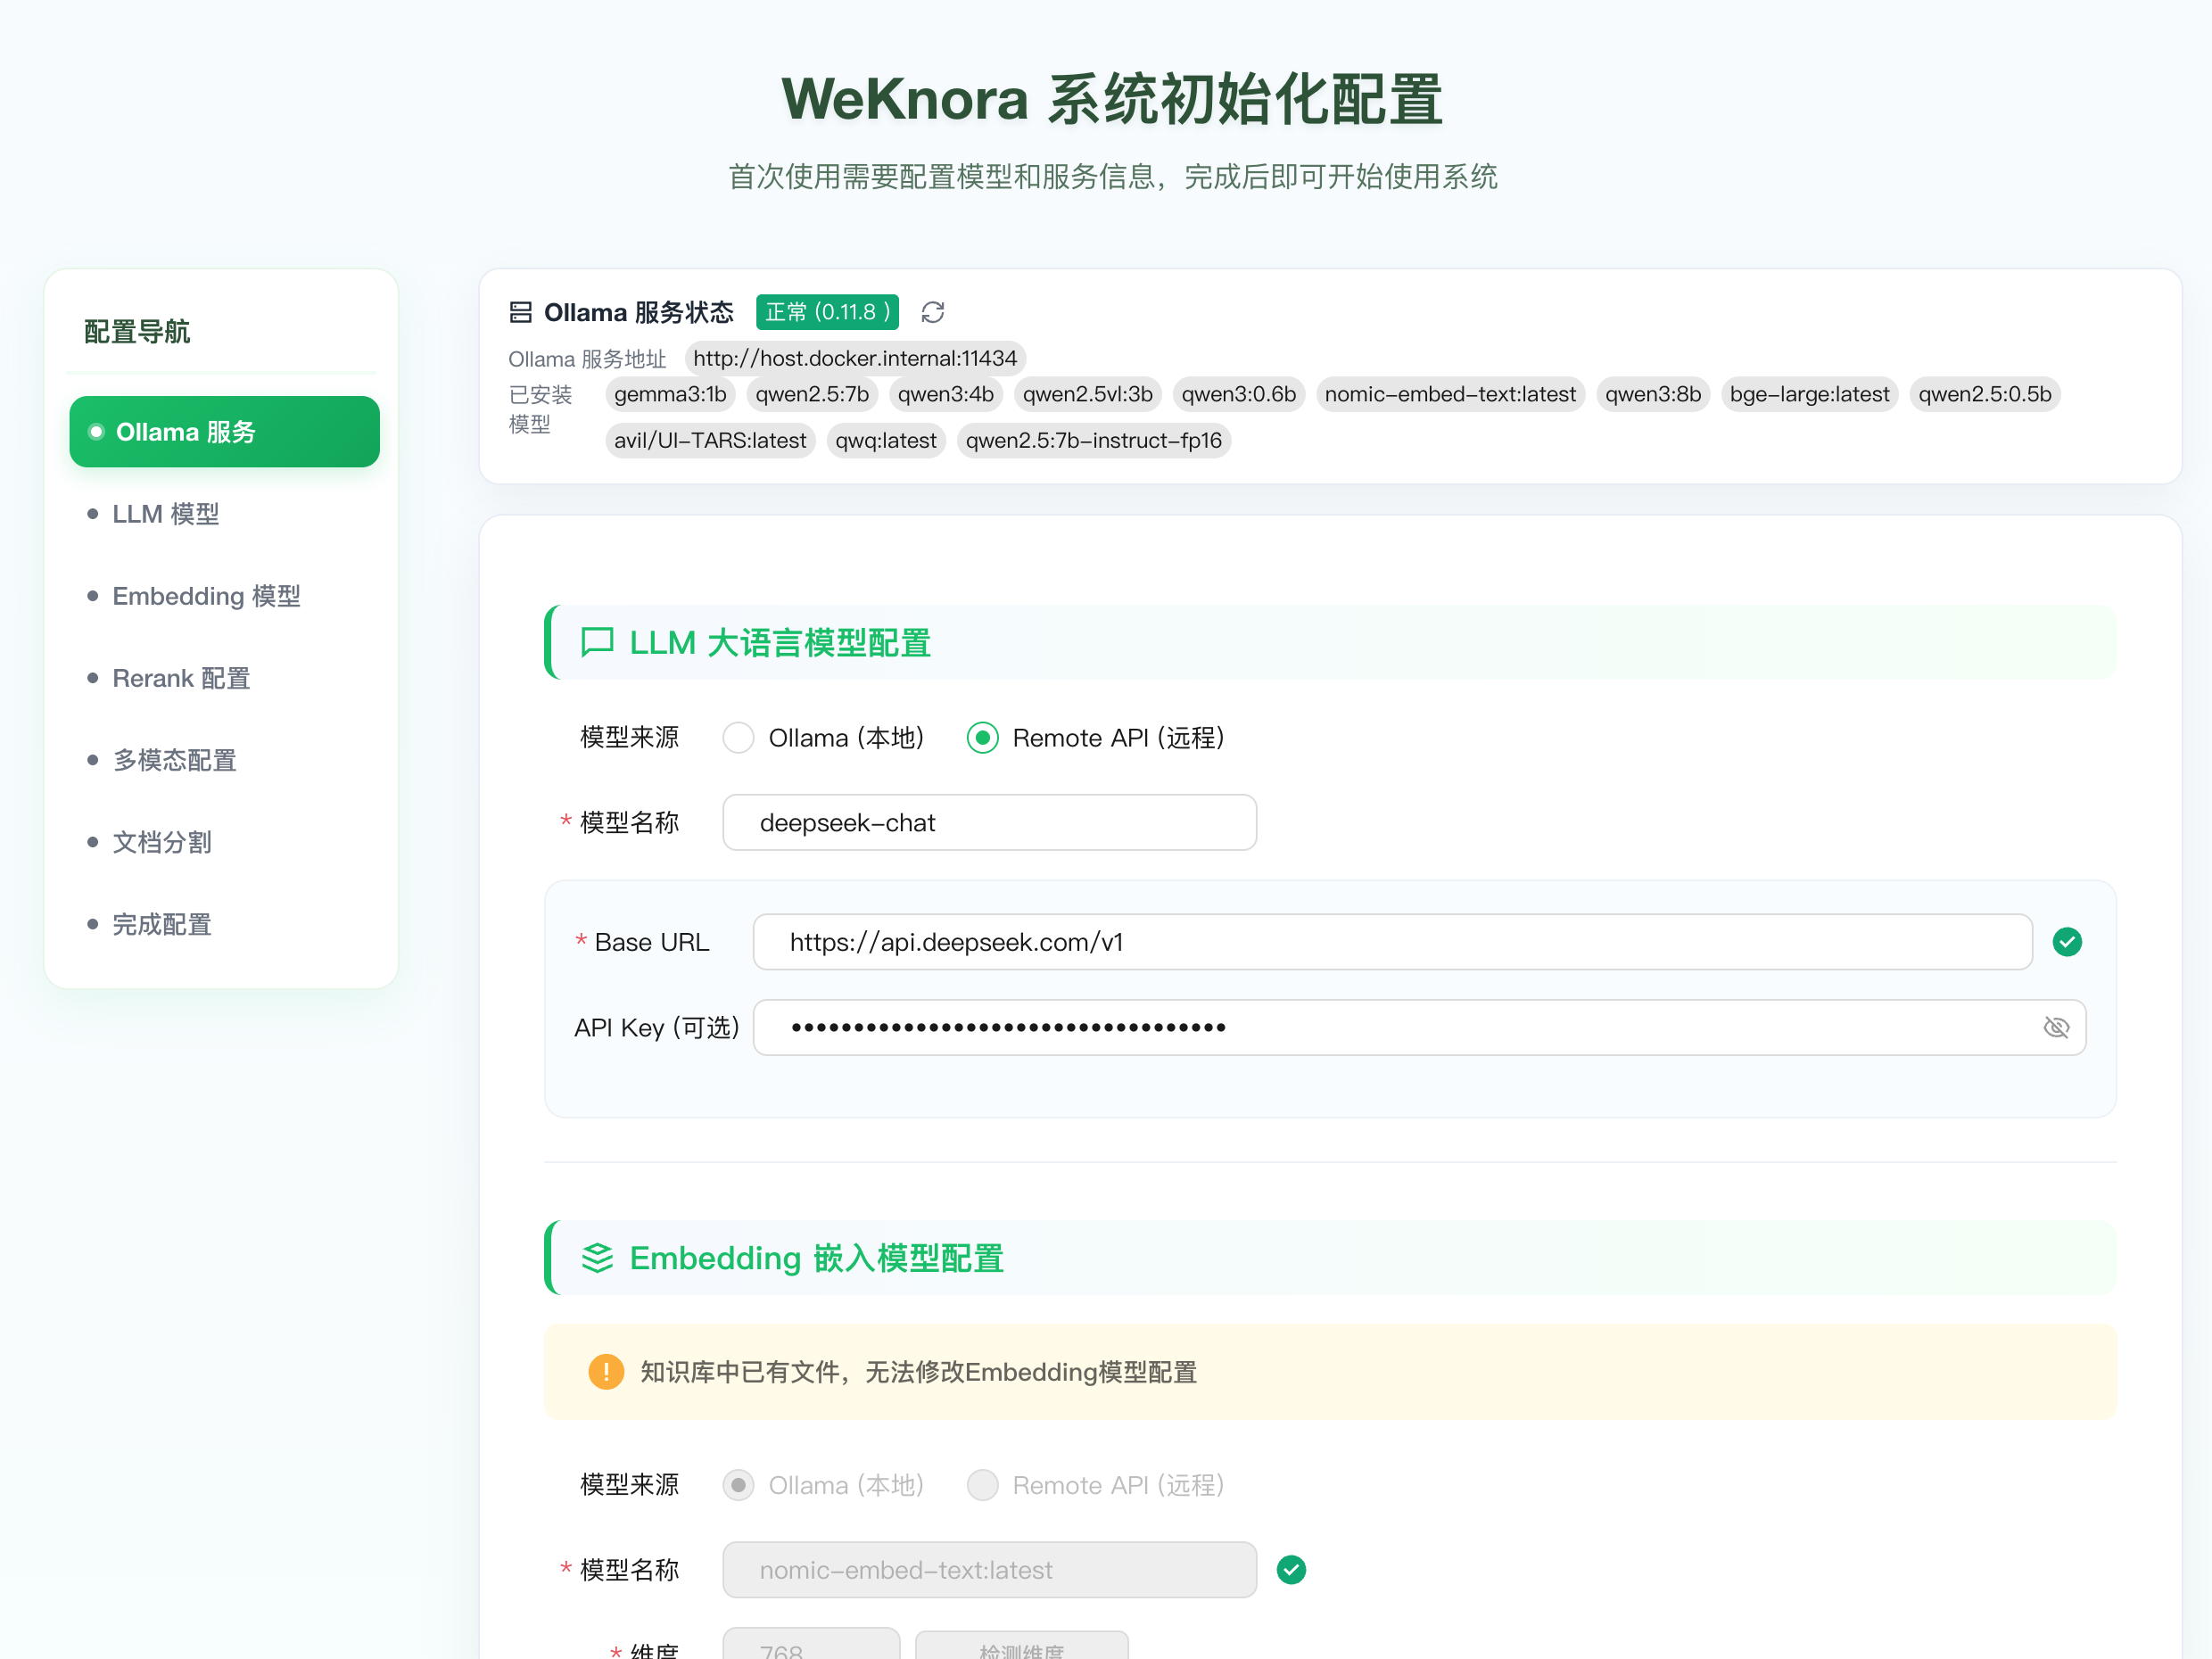 WeKnora 系统初始化配置
首次使用需要配置模型和服务信息，完成后即可开始使用系统
配置导航
Ollama 服务
LLM 模型
Embedding 模型
Rerank 配置
多模态配置
文档分割
完成配置
Ollama 服务状态 正常 (0.11.8 )
Ollama 服务地址 http://host.docker.internal:11434
已安装模型 gemma3:1b qwen2.5:7b qwen3:4b qwen2.5vl:3b qwen3:0.6b nomic-embed-text:latest qwen3:8b bge-large:latest qwen2.5:0.5b
avil/UI-TARS:latest qwq:latest qwen2.5:7b-instruct-fp16
LLM 大语言模型配置
模型来源 Ollama (本地) Remote API (远程)
* 模型名称 deepseek-chat
* Base URL https://api.deepseek.com/v1
API Key (可选) •••••••••••••••••••••••••••••••••••
Embedding 嵌入模型配置
知识库中已有文件，无法修改Embedding模型配置
模型来源 Ollama (本地) Remote API (远程)
* 模型名称 nomic-embed-text:latest
* 维度 768 检测维度